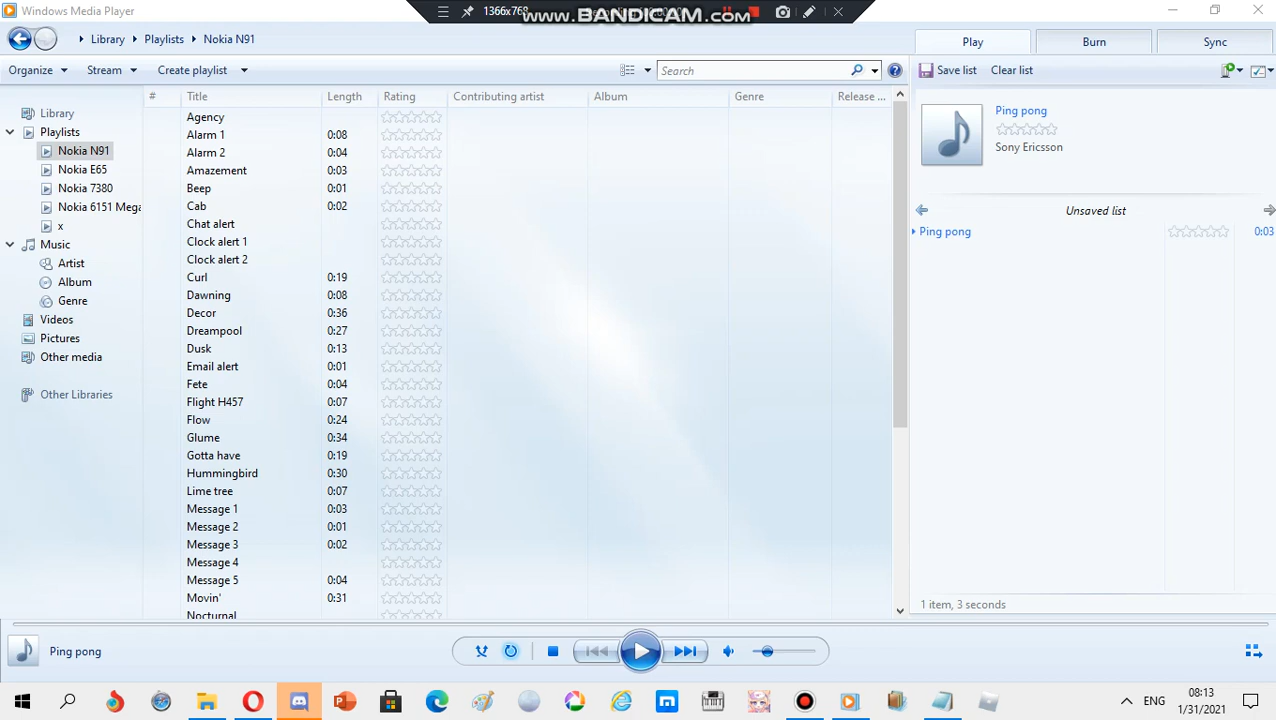 Windows Media Player
1366x768
www.BANDICAM.com
Library Playlists Nokia N91
Play Burn Sync
Organize Stream Create playlist
Search
Save list Clear list
# Title Length Rating Contributing artist Album Genre Release ...
Library
Playlists
Nokia N91
Nokia E65
Nokia 7380
Nokia 6151 Mega
x
Music
Artist
Album
Genre
Videos
Pictures
Other media
Other Libraries
Agency
Alarm 1 0:08
Alarm 2 0:04
Amazement 0:03
Beep 0:01
Cab 0:02
Chat alert
Clock alert 1
Clock alert 2
Curl 0:19
Dawning 0:08
Decor 0:36
Dreampool 0:27
Dusk 0:13
Email alert 0:01
Fete 0:04
Flight H457 0:07
Flow 0:24
Glume 0:34
Gotta have 0:19
Hummingbird 0:30
Lime tree 0:07
Message 1 0:03
Message 2 0:01
Message 3 0:02
Message 4
Message 5 0:04
Movin' 0:31
Nocturnal
Ping pong
Sony Ericsson
Unsaved list
Ping pong 0:03
1 item, 3 seconds
Ping pong
ENG
08:13
1/31/2021